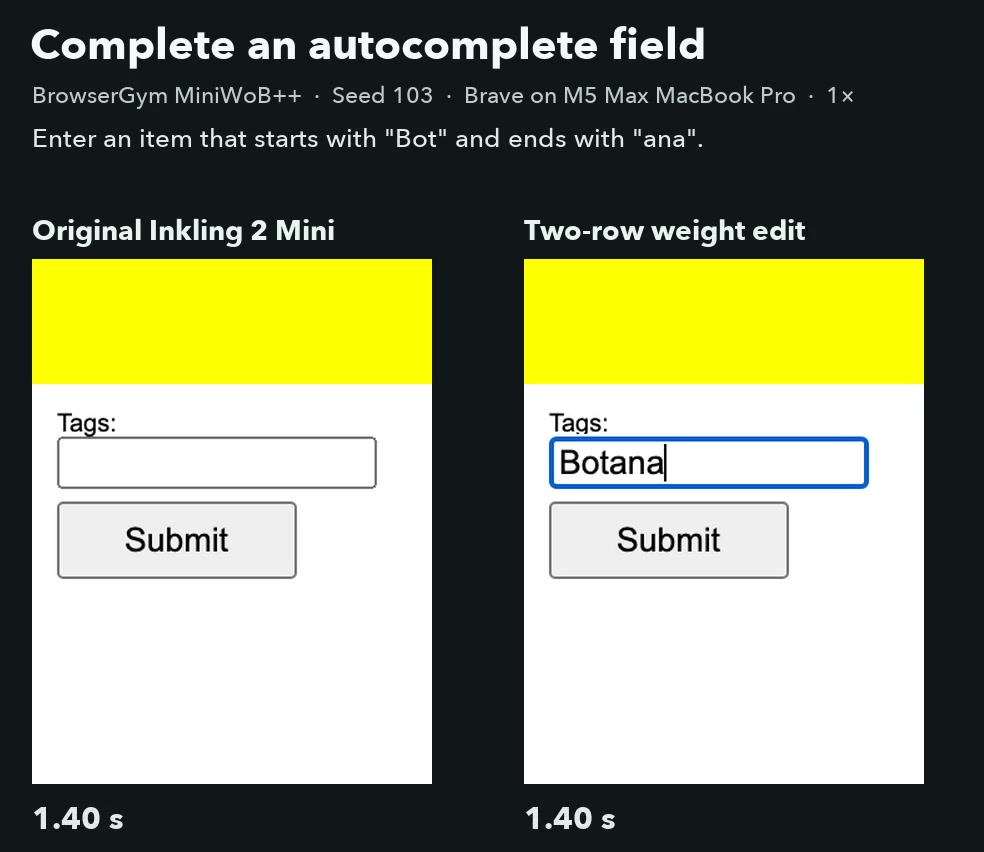 Complete an autocomplete field
BrowserGym MiniWoB++ · Seed 103 · Brave on M5 Max MacBook Pro · 1×
Enter an item that starts with "Bot" and ends with "ana".
Original Inkling 2 Mini
Tags:
Submit
1.40 s
Two-row weight edit
Tags:
Botana
Submit
1.40 s